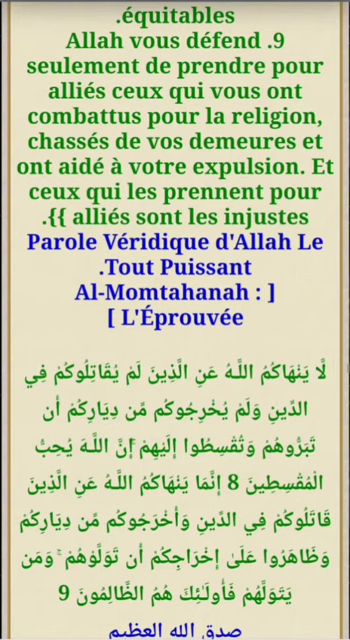 .équitables
Allah vous défend .9
seulement de prendre pour
alliés ceux qui vous ont
combattus pour la religion,
chassés de vos demeures et
ont aidé à votre expulsion. Et
ceux qui les prennent pour
.{{ alliés sont les injustes
Parole Véridique d'Allah Le
.Tout Puissant
Al-Momtahanah : ]
[ L'Éprouvée
لَّا يَنْهَاكُمُ اللَّـهُ عَنِ الَّذِينَ لَمْ يُقَاتِلُوكُمْ فِي
الدِّينِ وَلَمْ يُخْرِجُوكُم مِّن دِيَارِكُمْ أَن
تَبَرُّوهُمْ وَتُقْسِطُوا إِلَيْهِمْ ۚ إِنَّ اللَّـهَ يُحِبُّ
الْمُقْسِطِينَ 8 إِنَّمَا يَنْهَاكُمُ اللَّـهُ عَنِ الَّذِينَ
قَاتَلُوكُمْ فِي الدِّينِ وَأَخْرَجُوكُم مِّن دِيَارِكُمْ
وَظَاهَرُوا عَلَىٰ إِخْرَاجِكُمْ أَن تَوَلَّوْهُمْ ۚ وَمَن
يَتَوَلَّهُمْ فَأُولَـٰئِكَ هُمُ الظَّالِمُونَ 9
صدق الله العظيم